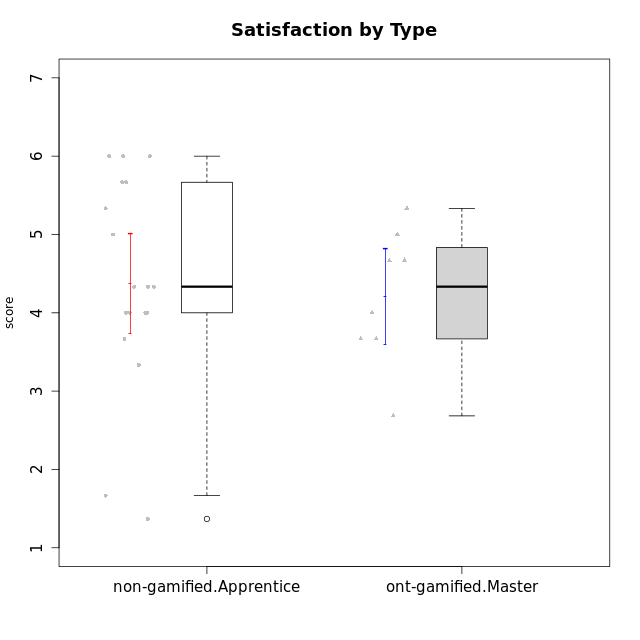 Satisfaction by Type
7
6
5
4
3
2
1
score
non-gamified.Apprentice
ont-gamified.Master